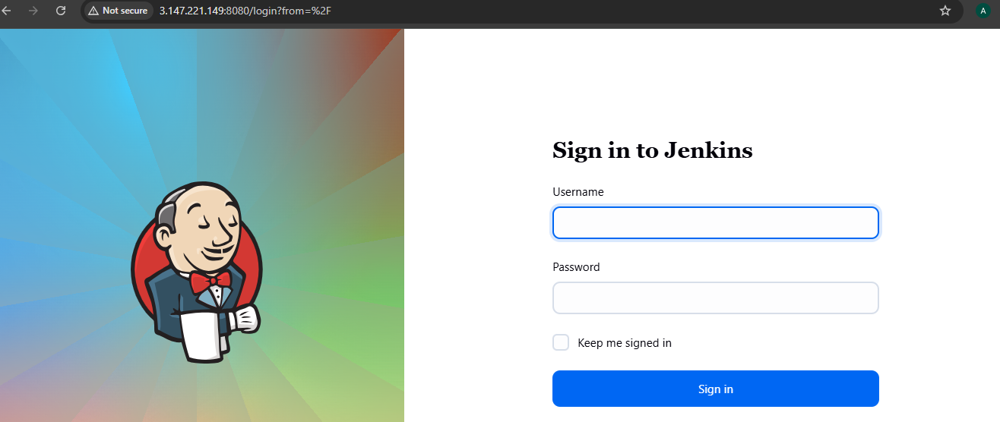 Not secure
3.147.221.149:8080/login?from=%2F
A
Sign in to Jenkins
Username
Password
Keep me signed in
Sign in